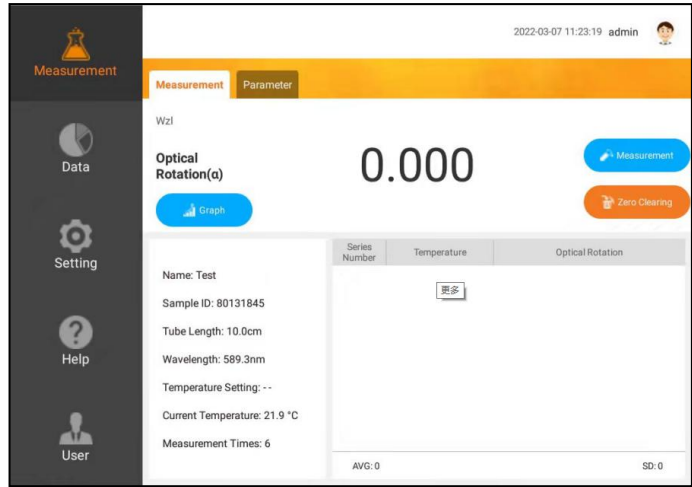 2022-03-07 11:23:19 admin
Measurement
Measurement
Parameter
Wzl
Data
Optical
Rotation(α)
0.000
Measurement
Graph
Zero Clearing
Setting
Series
Number
Temperature
Optical Rotation
Name: Test
更多
Sample ID: 80131845
Tube Length: 10.0cm
Help
Wavelength: 589.3nm
Temperature Setting: - -
Current Temperature: 21.9 °C
User
Measurement Times: 6
AVG: 0
SD: 0